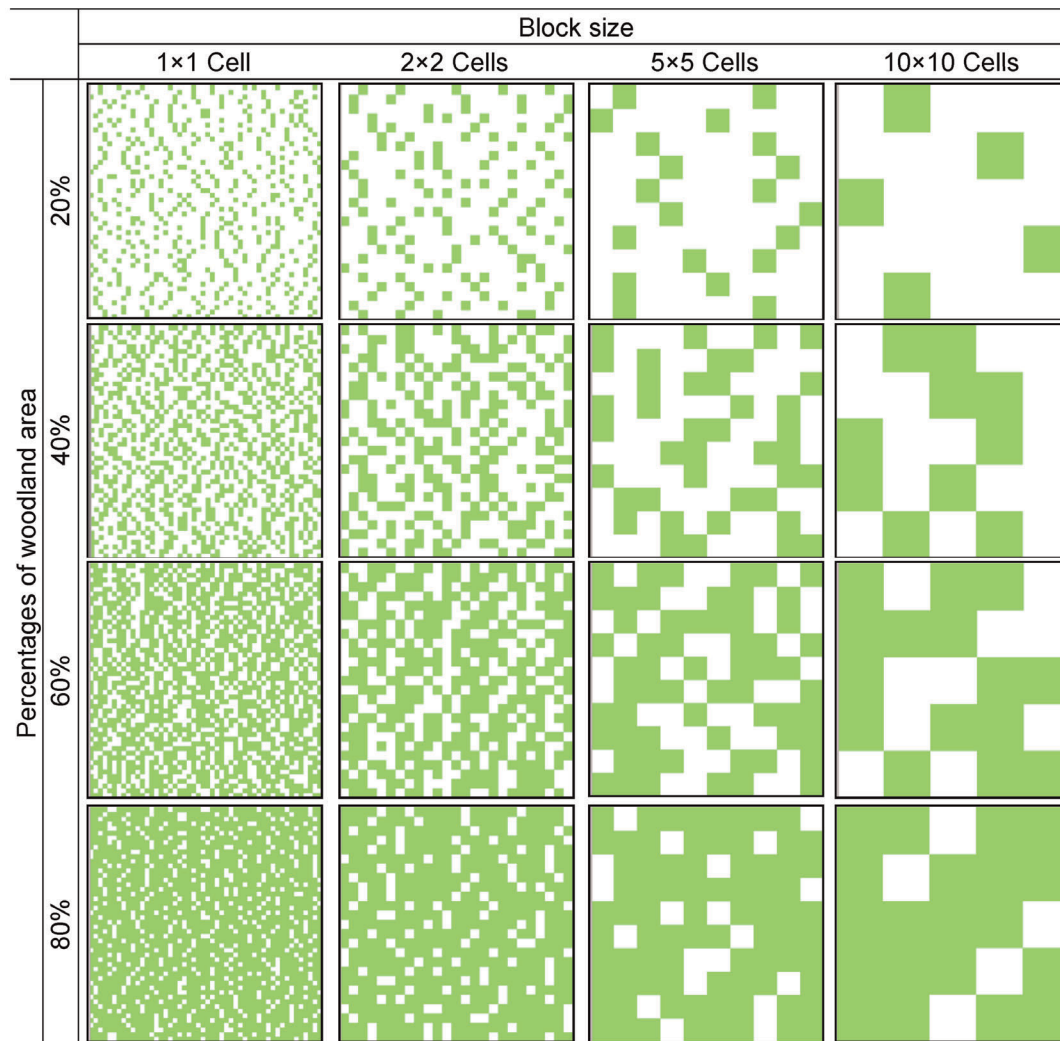 Block size
1×1 Cell
2×2 Cells
5×5 Cells
10×10 Cells
Percentages of woodland area
20%
40%
60%
80%